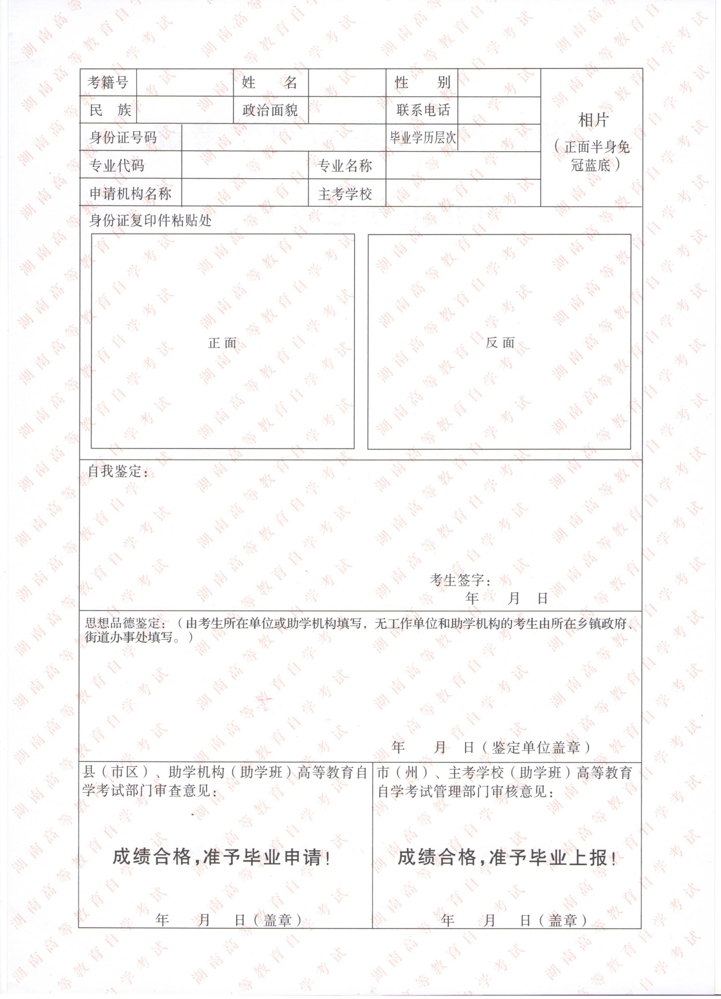 考籍号 姓 名 性 别
民 族 政治面貌 联系电话
相片
（正面半身免
冠蓝底）
身份证号码 毕业学历层次
专业代码 专业名称
申请机构名称 主考学校
身份证复印件粘贴处
正面 反面
自我鉴定：
考生签字：
年 月 日
思想品德鉴定：（由考生所在单位或助学机构填写，无工作单位和助学机构的考生由所在乡镇政府、
街道办事处填写。）
年 月 日（鉴定单位盖章）
县（市区）、助学机构（助学班）高等教育自
学考试部门审查意见：
成绩合格,准予毕业申请！
年 月 日（盖章）
市（州）、主考学校（助学班）高等教育
自学考试管理部门审核意见：
成绩合格,准予毕业上报！
年 月 日（盖章）
湖南高等教育自学考试